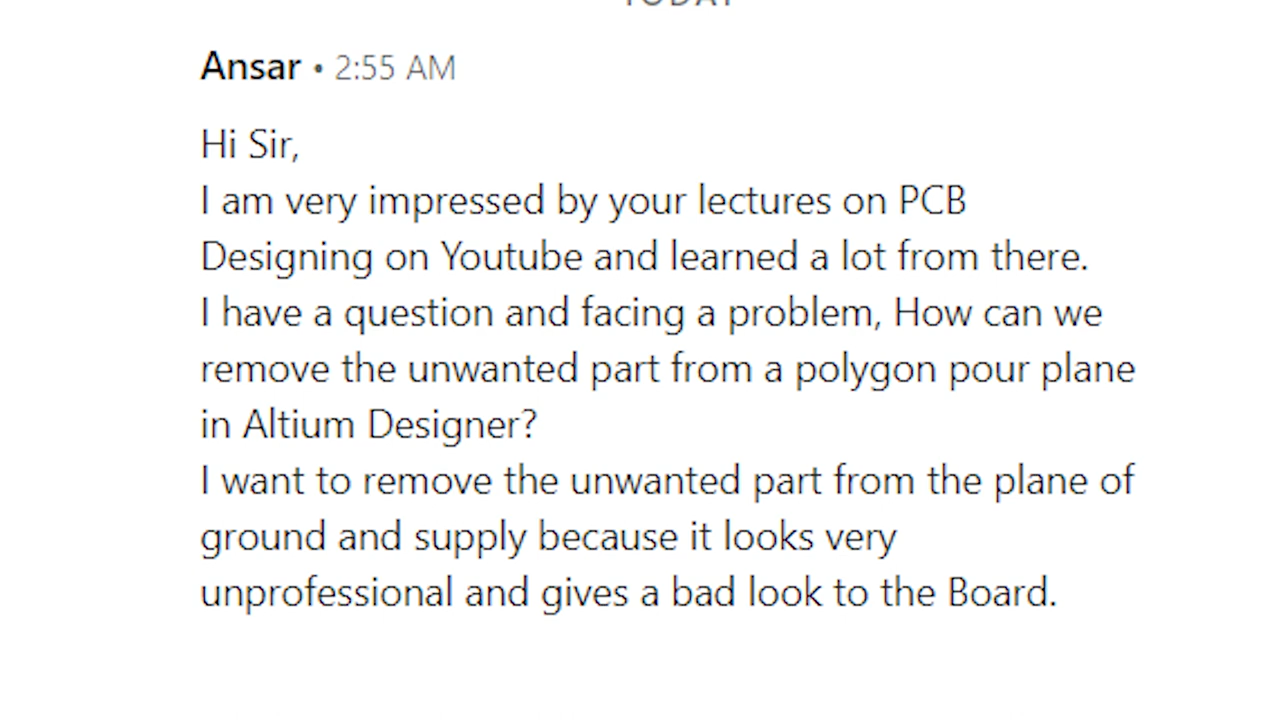 TODAY
Ansar • 2:55 AM
Hi Sir,
I am very impressed by your lectures on PCB
Designing on Youtube and learned a lot from there.
I have a question and facing a problem, How can we
remove the unwanted part from a polygon pour plane
in Altium Designer?
I want to remove the unwanted part from the plane of
ground and supply because it looks very
unprofessional and gives a bad look to the Board.